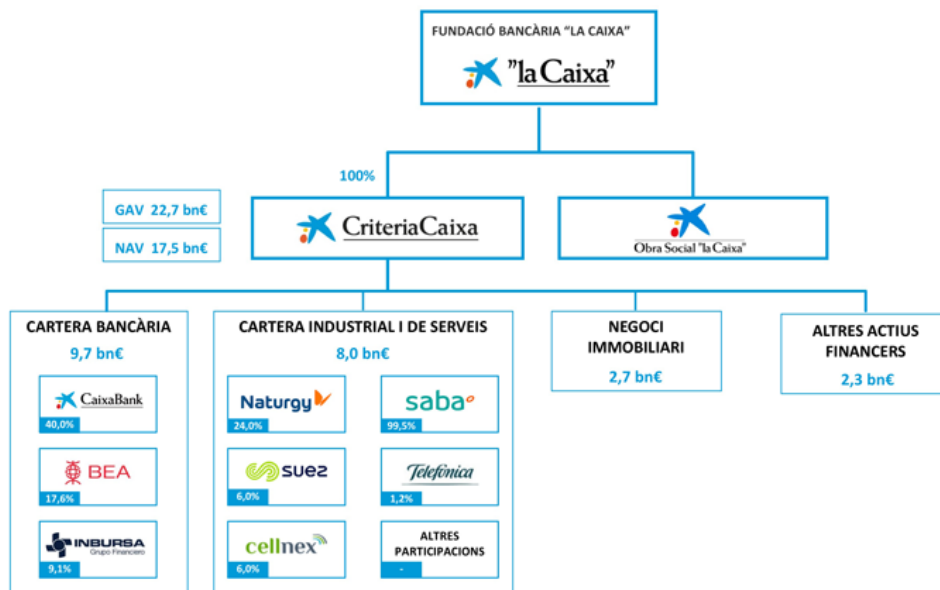 FUNDACIÓ BANCÀRIA “LA CAIXA”
”la Caixa”
100%
GAV 22,7 bn€
NAV 17,5 bn€
CriteriaCaixa
Obra Social "la Caixa"
CARTERA BANCÀRIA
9,7 bn€
CaixaBank
40,0%
BEA
17,6%
INBURSA
Grupo Financiero
9,1%
CARTERA INDUSTRIAL I DE SERVEIS
8,0 bn€
Naturgy
24,0%
saba
99,5%
suez
6,0%
Telefónica
1,2%
cellnex
6,0%
ALTRES
PARTICIPACIONS
-
NEGOCI
IMMOBILIARI
2,7 bn€
ALTRES ACTIUS
FINANCERS
2,3 bn€